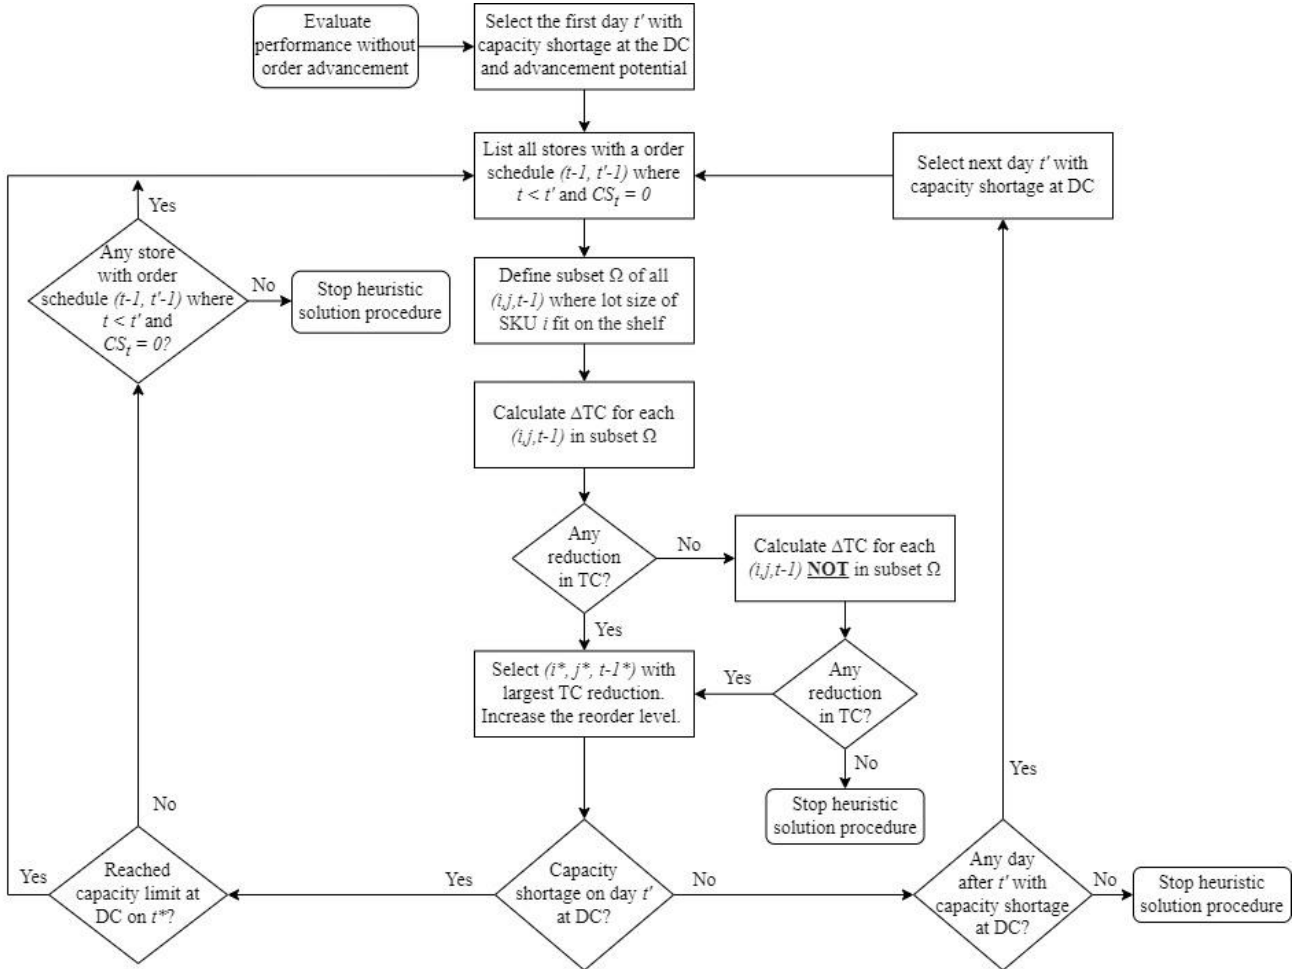 Evaluate
performance without
order advancement
Select the first day t' with
capacity shortage at the DC
and advancement potential
List all stores with a order
schedule (t-1, t'-1) where
t < t' and CSt = 0
Select next day t' with
capacity shortage at DC
Yes
Any store
with order
schedule (t-1, t'-1) where
t < t' and
CSt = 0?
No
Stop heuristic
solution procedure
Define subset Ω of all
(i,j,t-1) where lot size of
SKU i fit on the shelf
Calculate ΔTC for each
(i,j,t-1) in subset Ω
Any
reduction
in TC?
No
Calculate ΔTC for each
(i,j,t-1) NOT in subset Ω
Yes
Select (i*, j*, t-1*) with
largest TC reduction.
Increase the reorder level.
Yes
Any
reduction
in TC?
No
Stop heuristic
solution procedure
Yes
No
Yes
Reached
capacity limit at
DC on t*?
Yes
Capacity
shortage on day t'
at DC?
No
Any day
after t' with
capacity shortage
at DC?
No
Stop heuristic
solution procedure